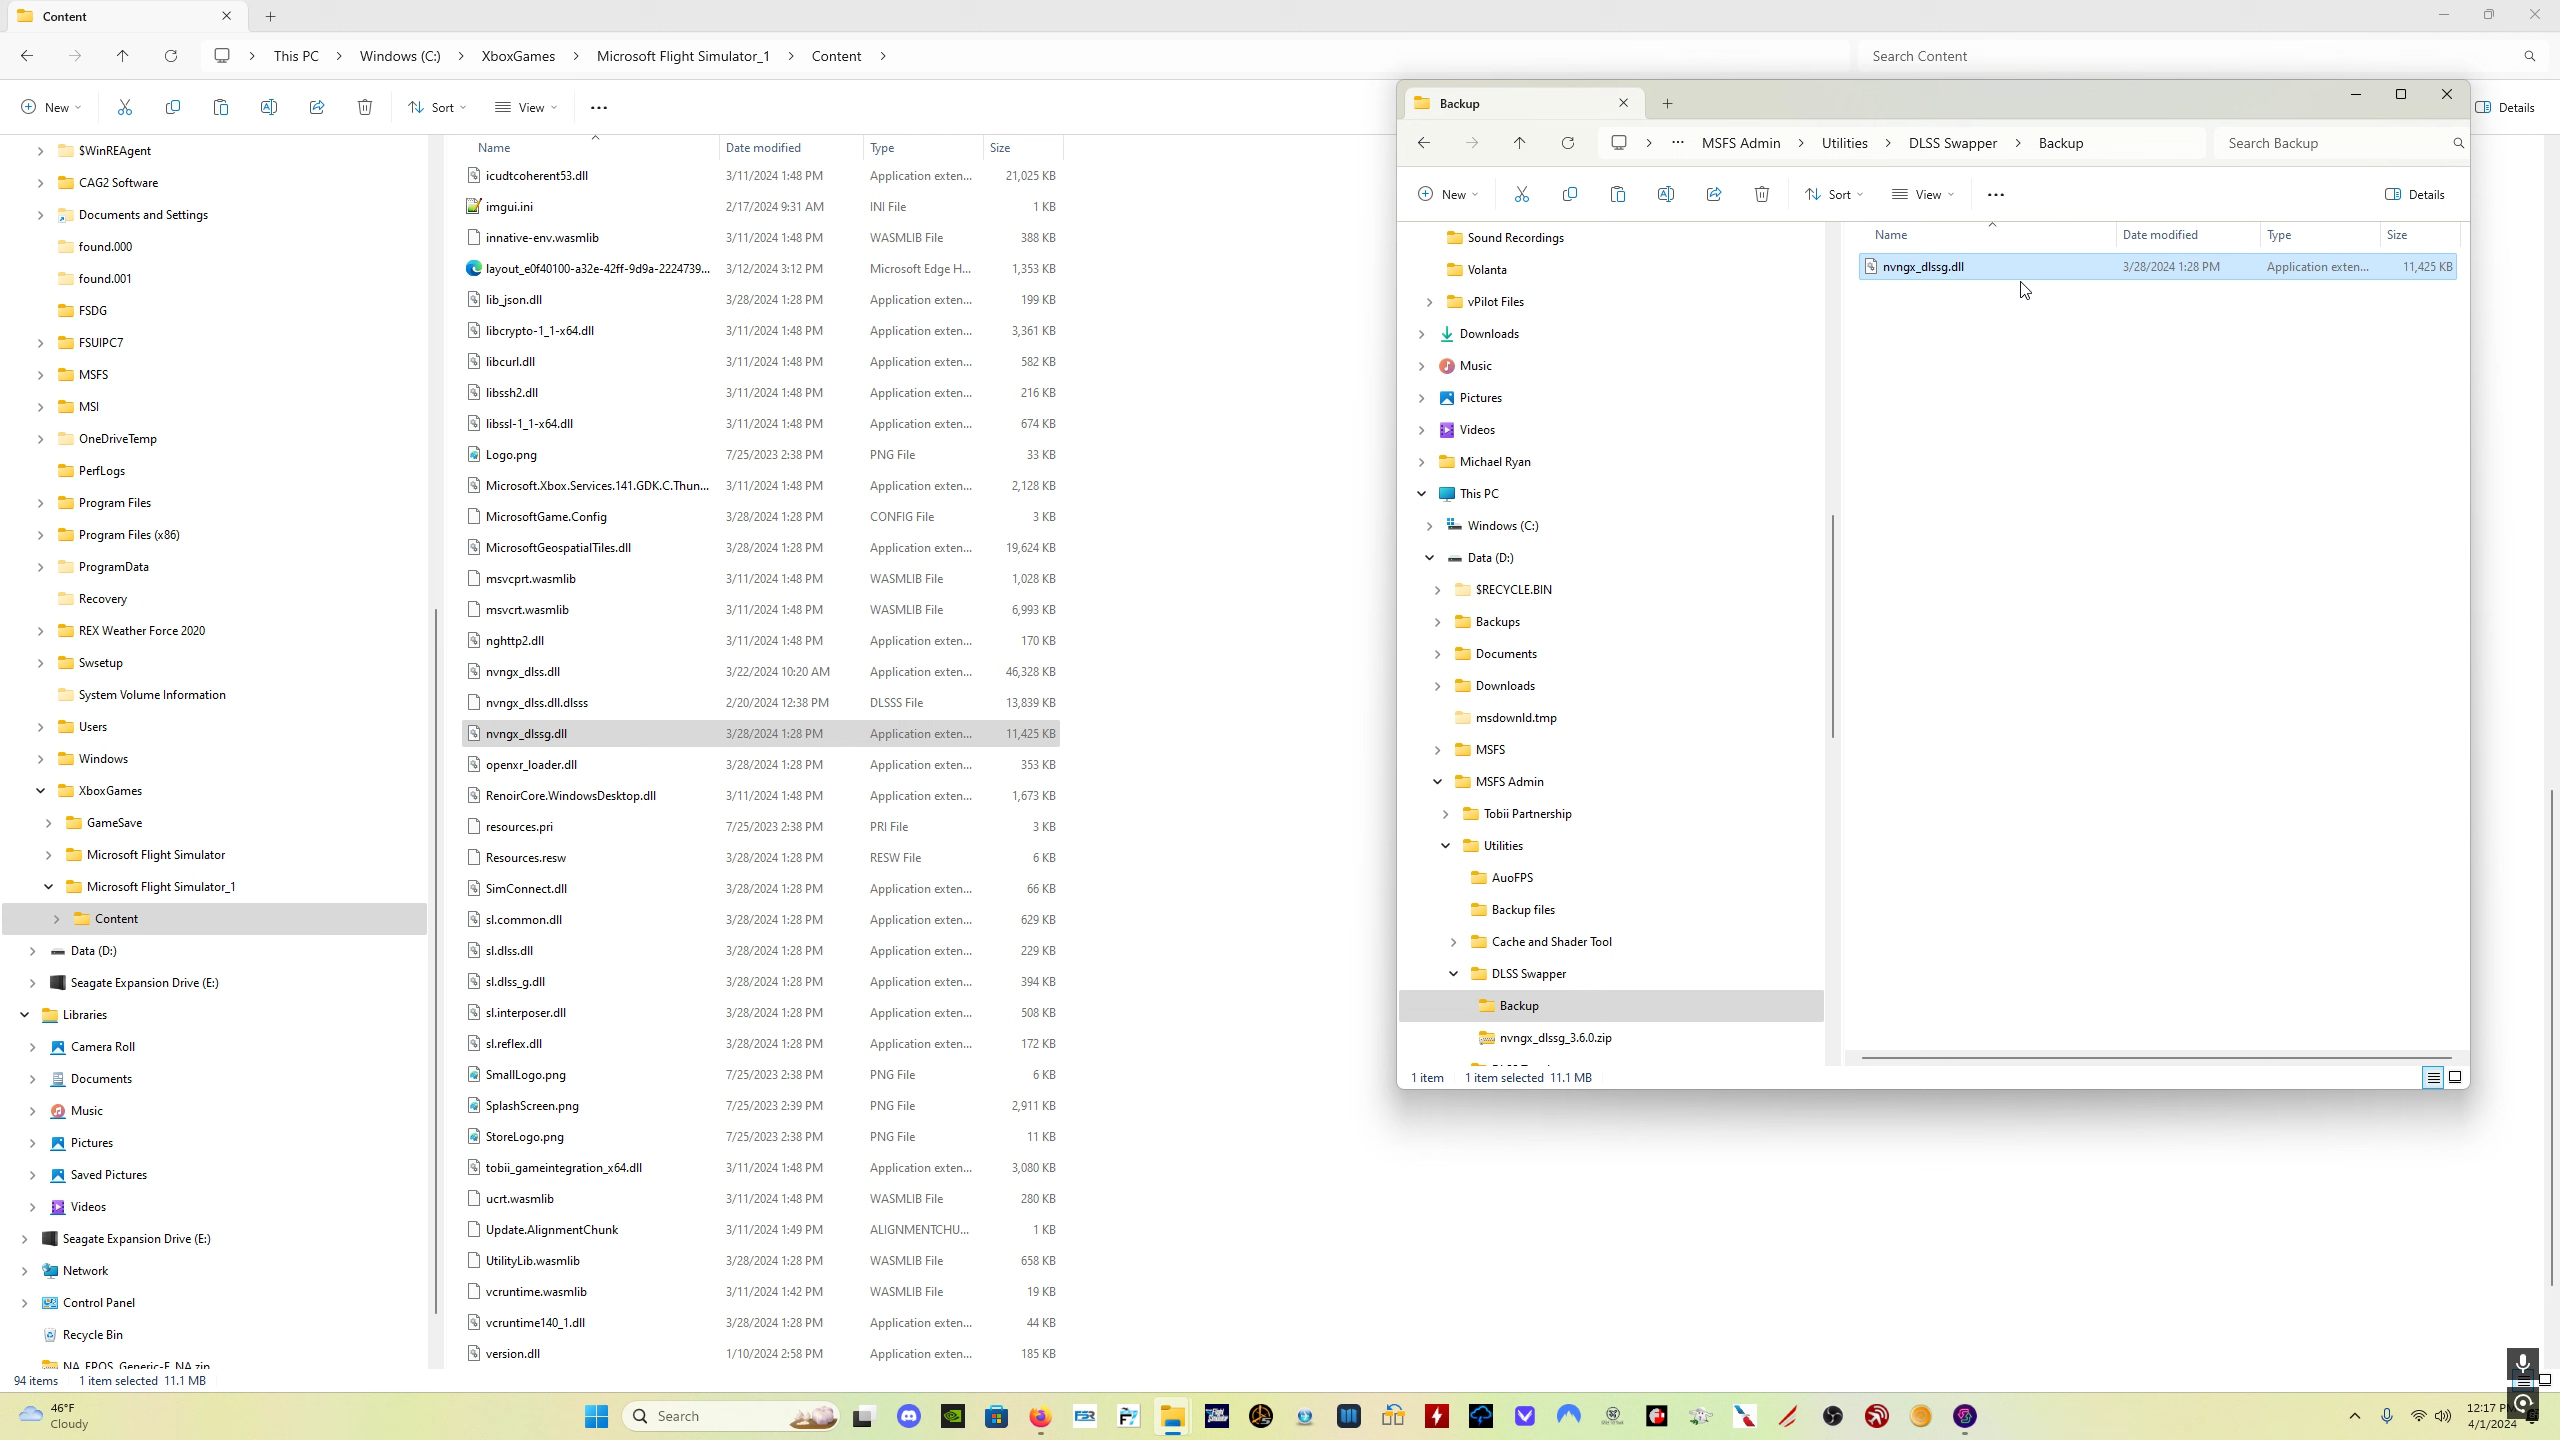 Content
This PC > Windows (C:) > XboxGames > Microsoft Flight Simulator_1 > Content >
Search Content
New
Sort
View
Details
$WinREAgent
CAG2 Software
Documents and Settings
found.000
found.001
FSDG
FSUIPC7
MSFS
MSI
OneDriveTemp
PerfLogs
Program Files
Program Files (x86)
ProgramData
Recovery
REX Weather Force 2020
Swsetup
System Volume Information
Users
Windows
XboxGames
GameSave
Microsoft Flight Simulator
Microsoft Flight Simulator_1
Content
Data (D:)
Seagate Expansion Drive (E:)
Libraries
Camera Roll
Documents
Music
Pictures
Saved Pictures
Videos
Seagate Expansion Drive (E:)
Network
Control Panel
Recycle Bin
NA_EPOS_Generic-F_NA.zip
Name Date modified Type Size
icudtcoherent53.dll 3/11/2024 1:48 PM Application exten... 21,025 KB
imgui.ini 2/17/2024 9:31 AM INI File 1 KB
innative-env.wasmlib 3/11/2024 1:48 PM WASMLIB File 388 KB
layout_e0f40100-a32e-42ff-9d9a-2224739... 3/12/2024 3:12 PM Microsoft Edge H... 1,353 KB
lib_json.dll 3/28/2024 1:28 PM Application exten... 199 KB
libcrypto-1_1-x64.dll 3/11/2024 1:48 PM Application exten... 3,361 KB
libcurl.dll 3/11/2024 1:48 PM Application exten... 582 KB
libssh2.dll 3/11/2024 1:48 PM Application exten... 216 KB
libssl-1_1-x64.dll 3/11/2024 1:48 PM Application exten... 674 KB
Logo.png 7/25/2023 2:38 PM PNG File 33 KB
Microsoft.Xbox.Services.141.GDK.C.Thun... 3/11/2024 1:48 PM Application exten... 2,128 KB
MicrosoftGame.Config 3/28/2024 1:28 PM CONFIG File 3 KB
MicrosoftGeospatialTiles.dll 3/28/2024 1:28 PM Application exten... 19,624 KB
msvcprt.wasmlib 3/11/2024 1:48 PM WASMLIB File 1,028 KB
msvcrt.wasmlib 3/11/2024 1:48 PM WASMLIB File 6,993 KB
nghttp2.dll 3/11/2024 1:48 PM Application exten... 170 KB
nvngx_dlss.dll 3/22/2024 10:20 AM Application exten... 46,328 KB
nvngx_dlss.dll.dlsss 2/20/2024 12:38 PM DLSSS File 13,839 KB
nvngx_dlssg.dll 3/28/2024 1:28 PM Application exten... 11,425 KB
openxr_loader.dll 3/28/2024 1:28 PM Application exten... 353 KB
RenoirCore.WindowsDesktop.dll 3/11/2024 1:48 PM Application exten... 1,673 KB
resources.pri 7/25/2023 2:38 PM PRI File 3 KB
Resources.resw 3/28/2024 1:28 PM RESW File 6 KB
SimConnect.dll 3/28/2024 1:28 PM Application exten... 66 KB
sl.common.dll 3/28/2024 1:28 PM Application exten... 629 KB
sl.dlss.dll 3/28/2024 1:28 PM Application exten... 229 KB
sl.dlss_g.dll 3/28/2024 1:28 PM Application exten... 394 KB
sl.interposer.dll 3/28/2024 1:28 PM Application exten... 508 KB
sl.reflex.dll 3/28/2024 1:28 PM Application exten... 172 KB
SmallLogo.png 7/25/2023 2:38 PM PNG File 6 KB
SplashScreen.png 7/25/2023 2:39 PM PNG File 2,911 KB
StoreLogo.png 7/25/2023 2:38 PM PNG File 11 KB
tobii_gameintegration_x64.dll 3/11/2024 1:48 PM Application exten... 3,080 KB
ucrt.wasmlib 3/11/2024 1:48 PM WASMLIB File 280 KB
Update.AlignmentChunk 3/11/2024 1:49 PM ALIGNMENTCHU... 1 KB
UtilityLib.wasmlib 3/28/2024 1:28 PM WASMLIB File 658 KB
vcruntime.wasmlib 3/11/2024 1:42 PM WASMLIB File 19 KB
vcruntime140_1.dll 3/28/2024 1:28 PM Application exten... 44 KB
version.dll 1/10/2024 2:58 PM Application exten... 185 KB
94 items 1 item selected 11.1 MB
Backup
... MSFS Admin > Utilities > DLSS Swapper > Backup
Search Backup
New
Sort
View
Details
Sound Recordings
Volanta
vPilot Files
Downloads
Music
Pictures
Videos
Michael Ryan
This PC
Windows (C:)
Data (D:)
$RECYCLE.BIN
Backups
Documents
Downloads
msdownld.tmp
MSFS
MSFS Admin
Tobii Partnership
Utilities
AuoFPS
Backup files
Cache and Shader Tool
DLSS Swapper
Backup
nvngx_dlssg_3.6.0.zip
Name Date modified Type Size
nvngx_dlssg.dll 3/28/2024 1:28 PM Application exten... 11,425 KB
1 item 1 item selected 11.1 MB
46°F
Cloudy
Search
FSR
12:17 PM
4/1/2024